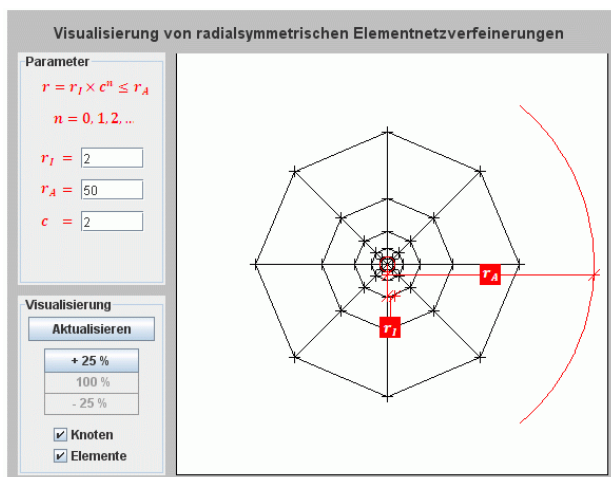 Visualisierung von radialsymmetrischen Elementnetzverfeinerungen
Parameter
r = r_I × c^n ≤ r_A
n = 0, 1, 2, ...
r_I = 2
r_A = 50
c = 2
Visualisierung
Aktualisieren
+ 25 %
100 %
- 25 %
Knoten
Elemente
r_A
r_I